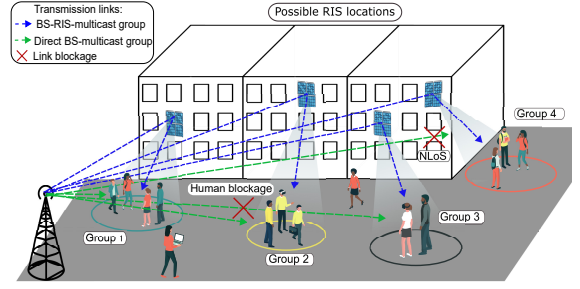 Possible RIS locations
Transmission links:
BS-RIS-multicast group
Direct BS-multicast group
Link blockage
Group 4
NLoS
Human blockage
Group 1
Group 2
Group 3